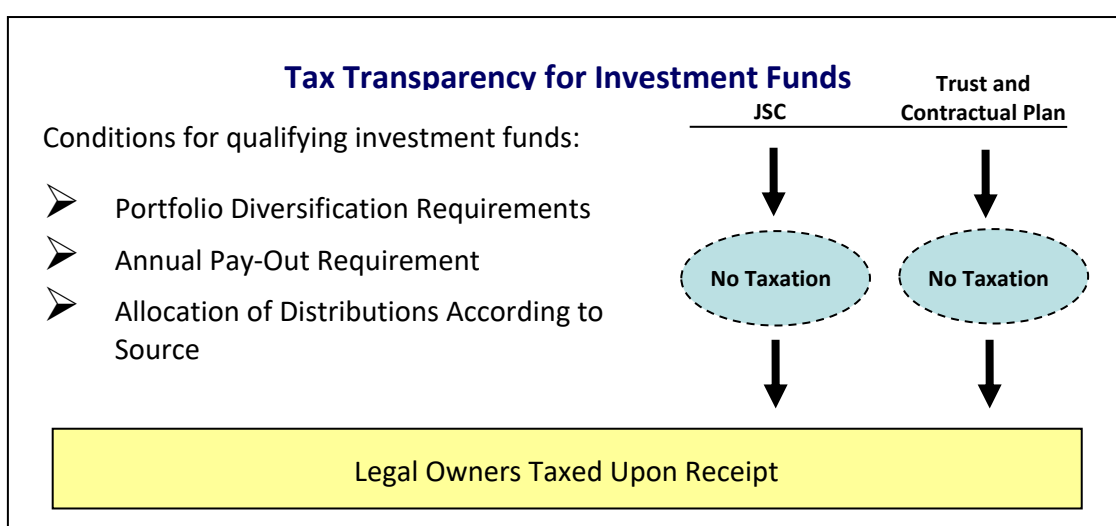 Tax Transparency for Investment Funds
JSC
Trust and
Contractual Plan
Conditions for qualifying investment funds:
Portfolio Diversification Requirements
Annual Pay-Out Requirement
Allocation of Distributions According to
Source
No Taxation
No Taxation
Legal Owners Taxed Upon Receipt